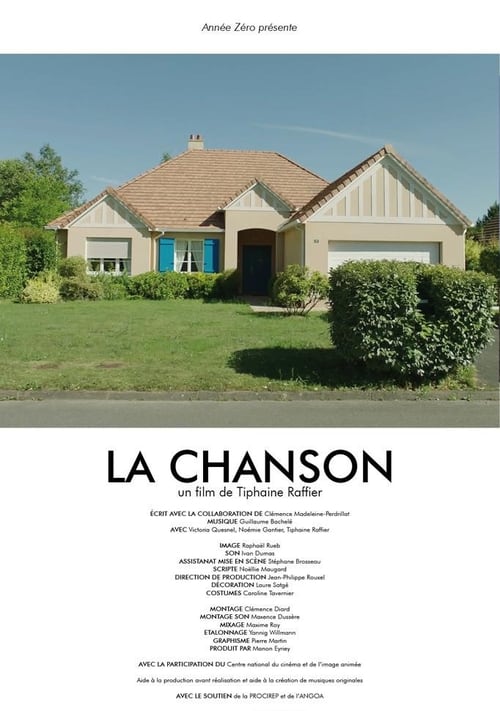 Année Zéro présente
LA CHANSON
un film de Tiphaine Raffier
ÉCRIT AVEC LA COLLABORATION DE Clémence Madeleine-Perdrillat
MUSIQUE Guillaume Bachelé
AVEC Victoria Quesnel, Noémie Gantier, Tiphaine Raffier
IMAGE Raphaël Rueb
SON Ivan Dumas
ASSISTANAT MISE EN SCÈNE Stéphane Brosseau
SCRIPTE Noëllie Maugard
DIRECTION DE PRODUCTION Jean-Philippe Rouxel
DÉCORATION Laure Satgé
COSTUMES Caroline Tavernier
MONTAGE Clémence Diard
MONTAGE SON Maxence Dussère
MIXAGE Maxime Roy
ETALONNAGE Yannig Willmann
GRAPHISME Pierre Martin
PRODUIT PAR Manon Eyriey
AVEC LA PARTICIPATION DU Centre national du cinéma et de l'image animée
Aide à la production avant réalisation et aide à la création de musiques originales
AVEC LE SOUTIEN de la PROCIREP et de l'ANGOA